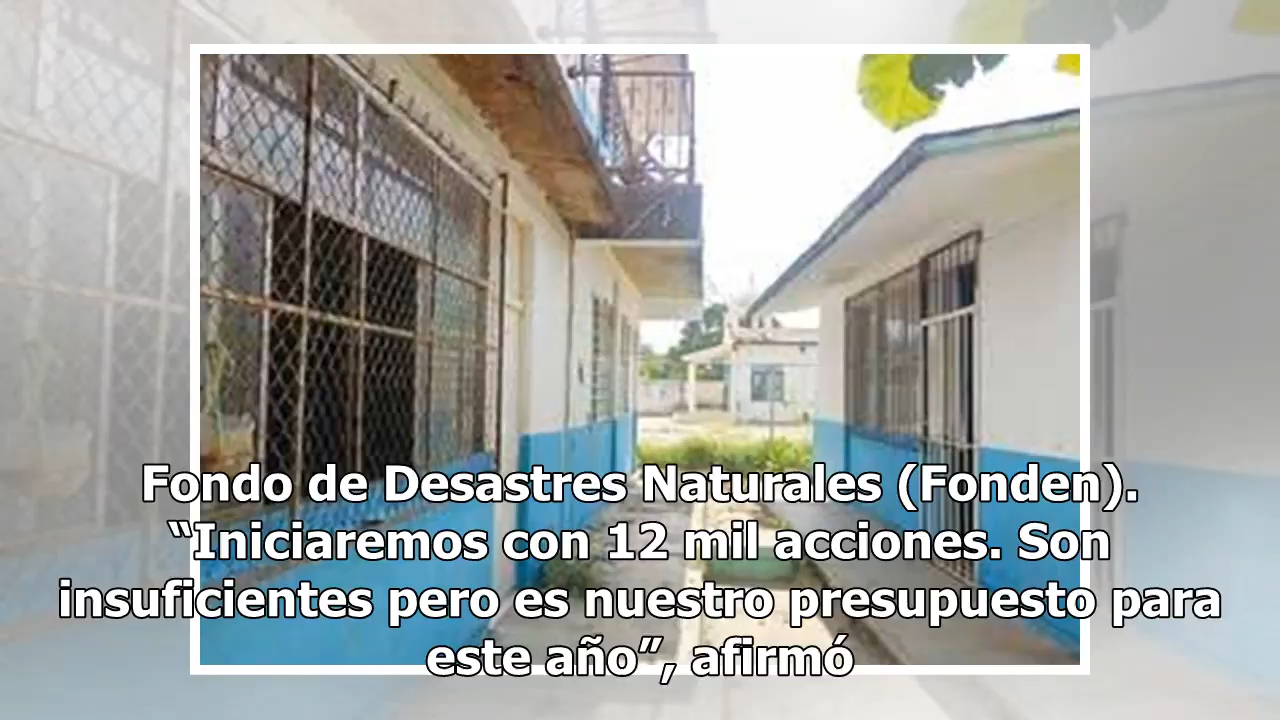 Fondo de Desastres Naturales (Fonden).
“Iniciaremos con 12 mil acciones. Son
insuficientes pero es nuestro presupuesto para
este año”, afirmó